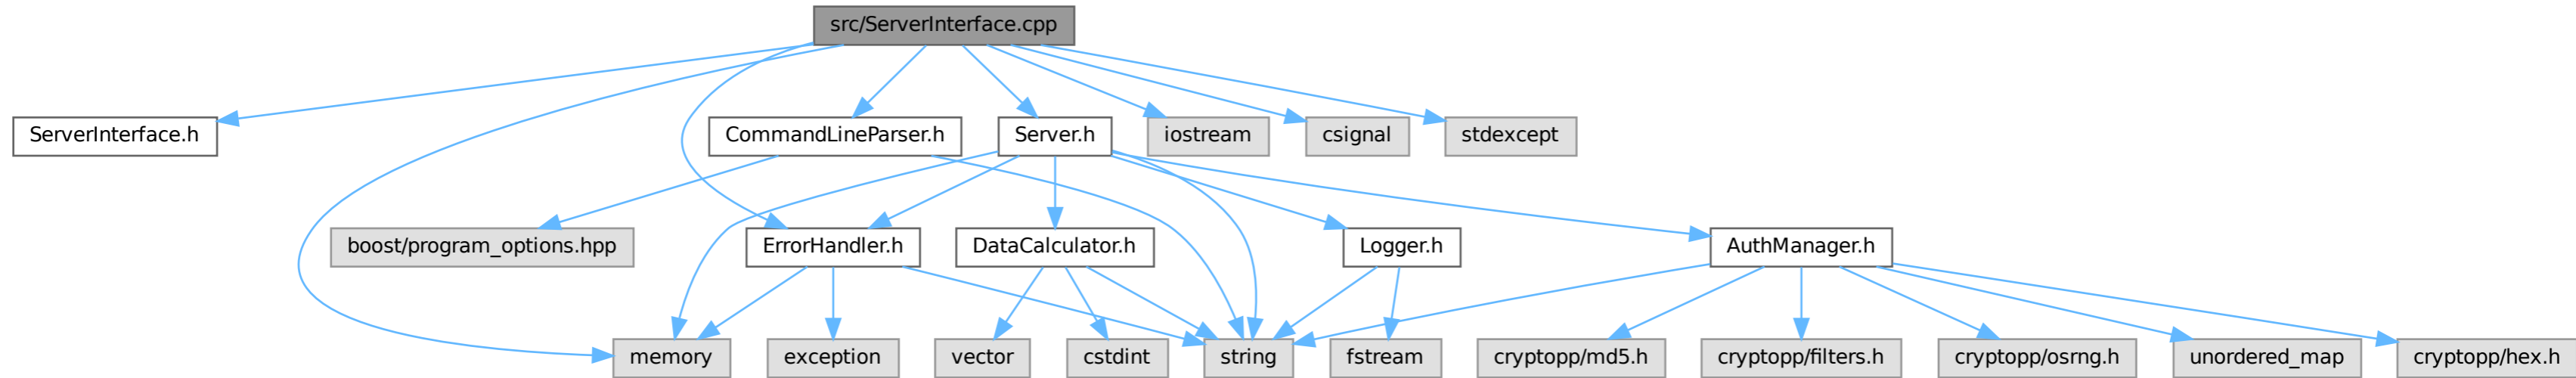 src/ServerInterface.cpp
ServerInterface.h
CommandLineParser.h
Server.h
iostream
csignal
stdexcept
boost/program_options.hpp
ErrorHandler.h
DataCalculator.h
Logger.h
AuthManager.h
memory
exception
vector
cstdint
string
fstream
cryptopp/md5.h
cryptopp/filters.h
cryptopp/osrng.h
unordered_map
cryptopp/hex.h